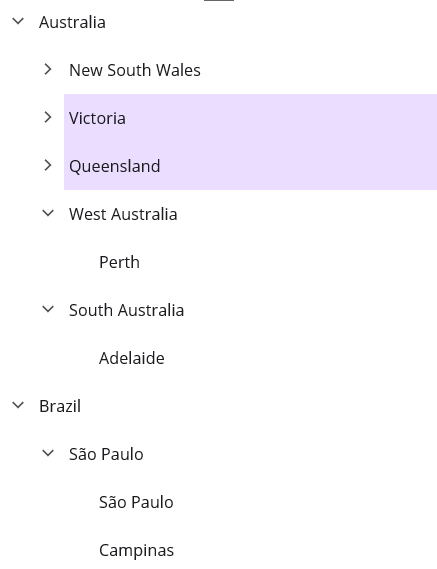 Australia
New South Wales
Victoria
Queensland
West Australia
Perth
South Australia
Adelaide
Brazil
São Paulo
São Paulo
Campinas